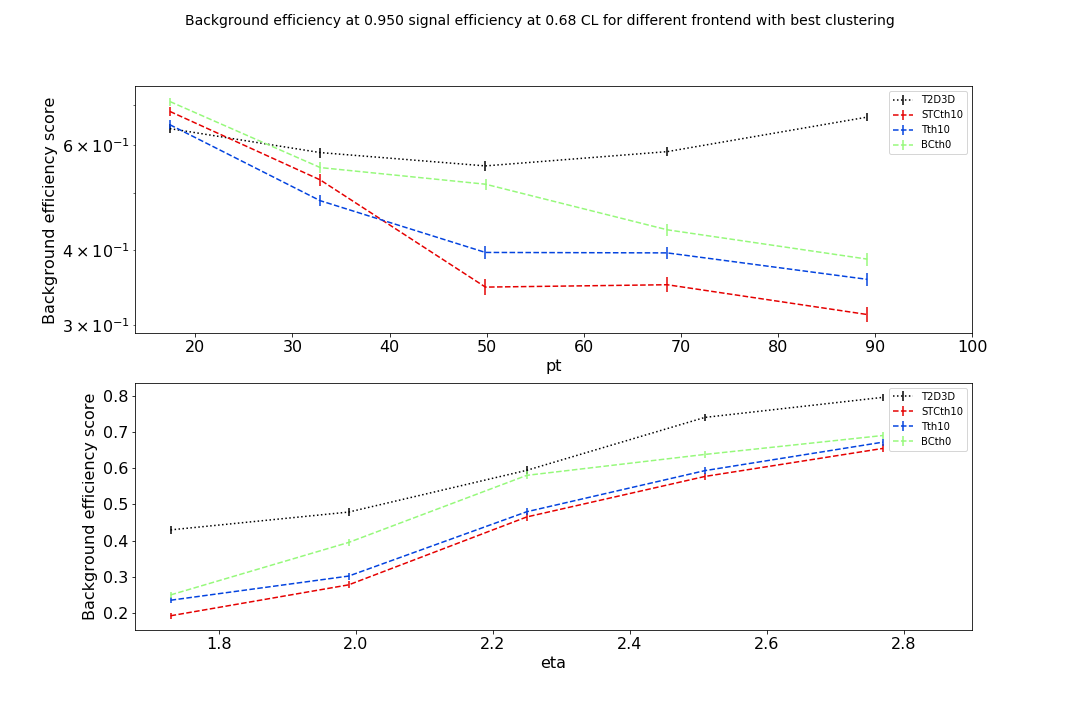 Background efficiency at 0.950 signal efficiency at 0.68 CL for different frontend with best clustering
Background efficiency score
6 × 10⁻¹
4 × 10⁻¹
3 × 10⁻¹
T2D3D
STCth10
Tth10
BCth0
20 30 40 50 60 70 80 90 100
pt
Background efficiency score
0.8
0.7
0.6
0.5
0.4
0.3
0.2
T2D3D
STCth10
Tth10
BCth0
1.8 2.0 2.2 2.4 2.6 2.8
eta